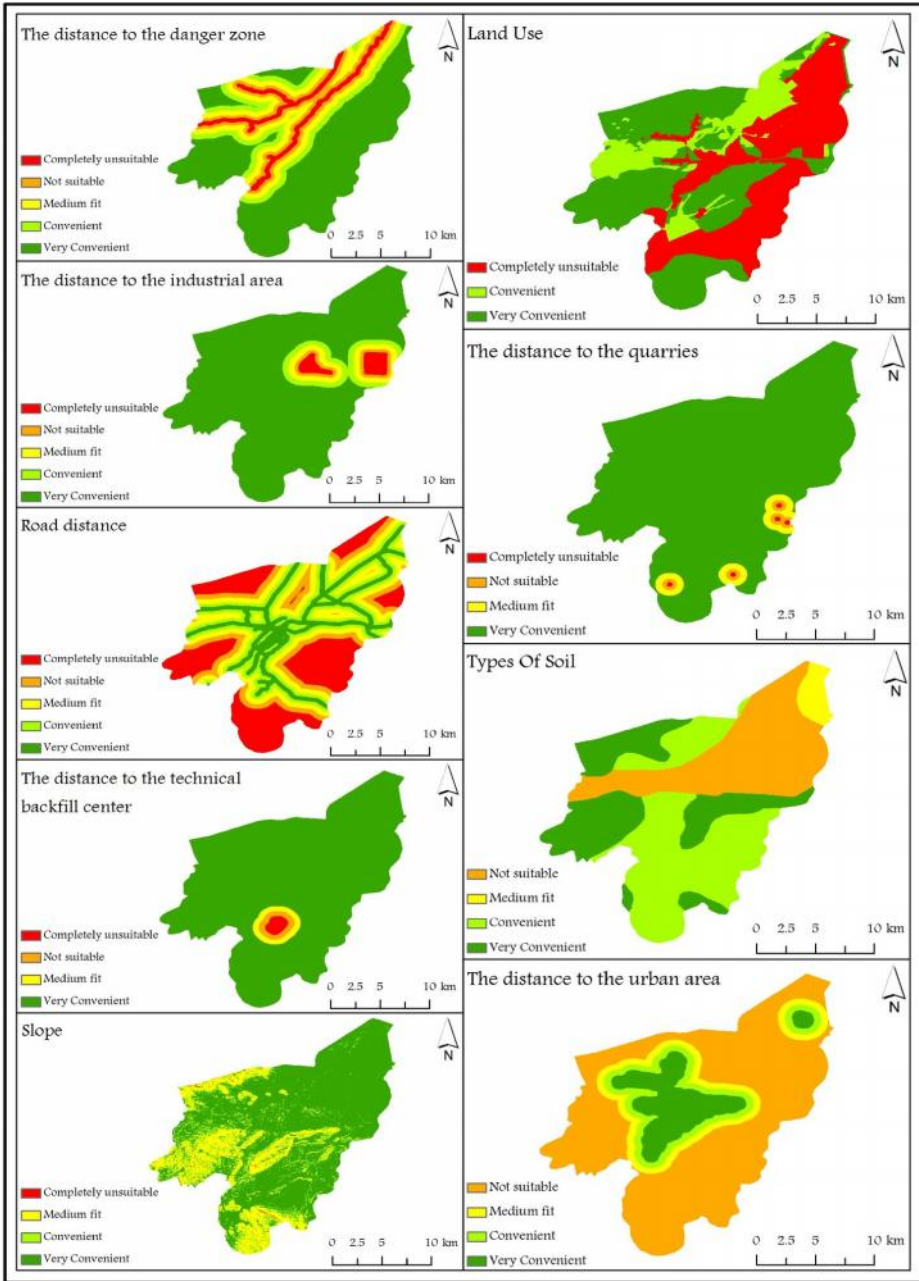 The distance to the danger zone
N
Completely unsuitable
Not suitable
Medium fit
Convenient
Very Convenient
0 2.5 5 10 km
The distance to the industrial area
N
Completely unsuitable
Not suitable
Medium fit
Convenient
Very Convenient
0 2.5 5 10 km
Road distance
N
Completely unsuitable
Not suitable
Medium fit
Convenient
Very Convenient
0 2.5 5 10 km
The distance to the technical
backfill center
N
Completely unsuitable
Not suitable
Medium fit
Very Convenient
0 2.5 5 10 km
Slope
N
Completely unsuitable
Medium fit
Convenient
Very Convenient
0 2.5 5 10 km
Land Use
N
Completely unsuitable
Convenient
Very Convenient
0 2.5 5 10 km
The distance to the quarries
N
Completely unsuitable
Not suitable
Medium fit
Very Convenient
0 2.5 5 10 km
Types Of Soil
N
Not suitable
Medium fit
Convenient
Very Convenient
0 2.5 5 10 km
The distance to the urban area
N
Not suitable
Medium fit
Convenient
Very Convenient
0 2.5 5 10 km